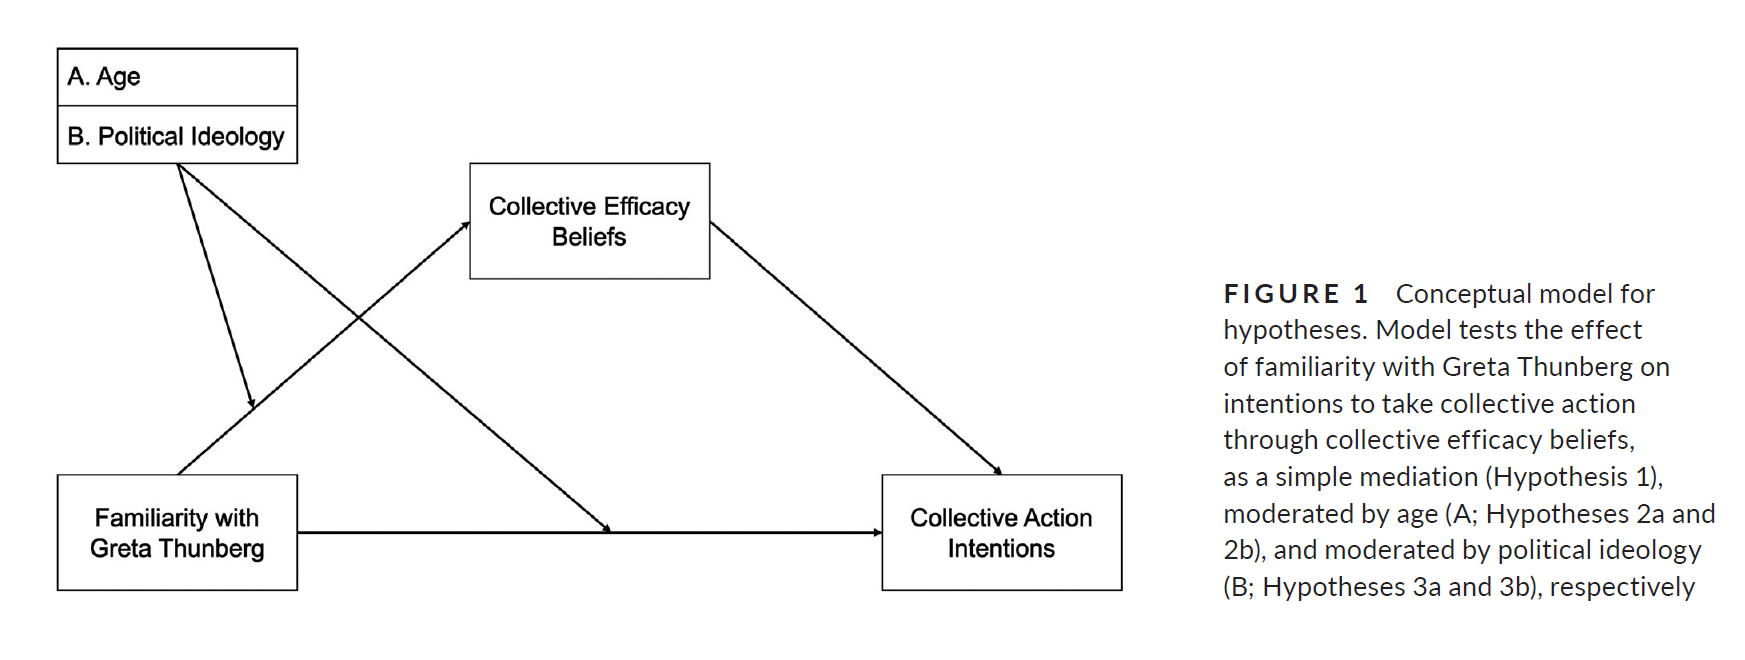 A. Age
B. Political Ideology
Collective Efficacy
Beliefs
Familiarity with
Greta Thunberg
Collective Action
Intentions
FIGURE 1 Conceptual model for
hypotheses. Model tests the effect
of familiarity with Greta Thunberg on
intentions to take collective action
through collective efficacy beliefs,
as a simple mediation (Hypothesis 1),
moderated by age (A; Hypotheses 2a and
2b), and moderated by political ideology
(B; Hypotheses 3a and 3b), respectively